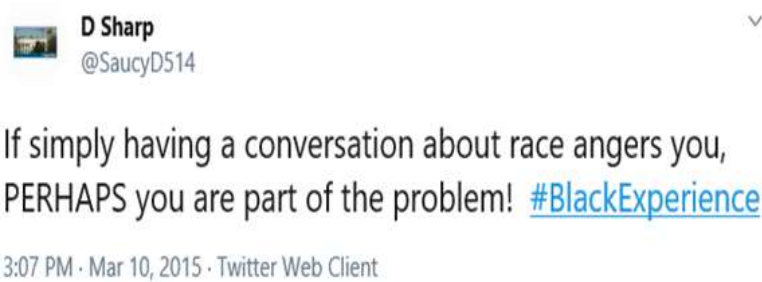 D Sharp
@SaucyD514
If simply having a conversation about race angers you,
PERHAPS you are part of the problem! #BlackExperience
3:07 PM · Mar 10, 2015 · Twitter Web Client